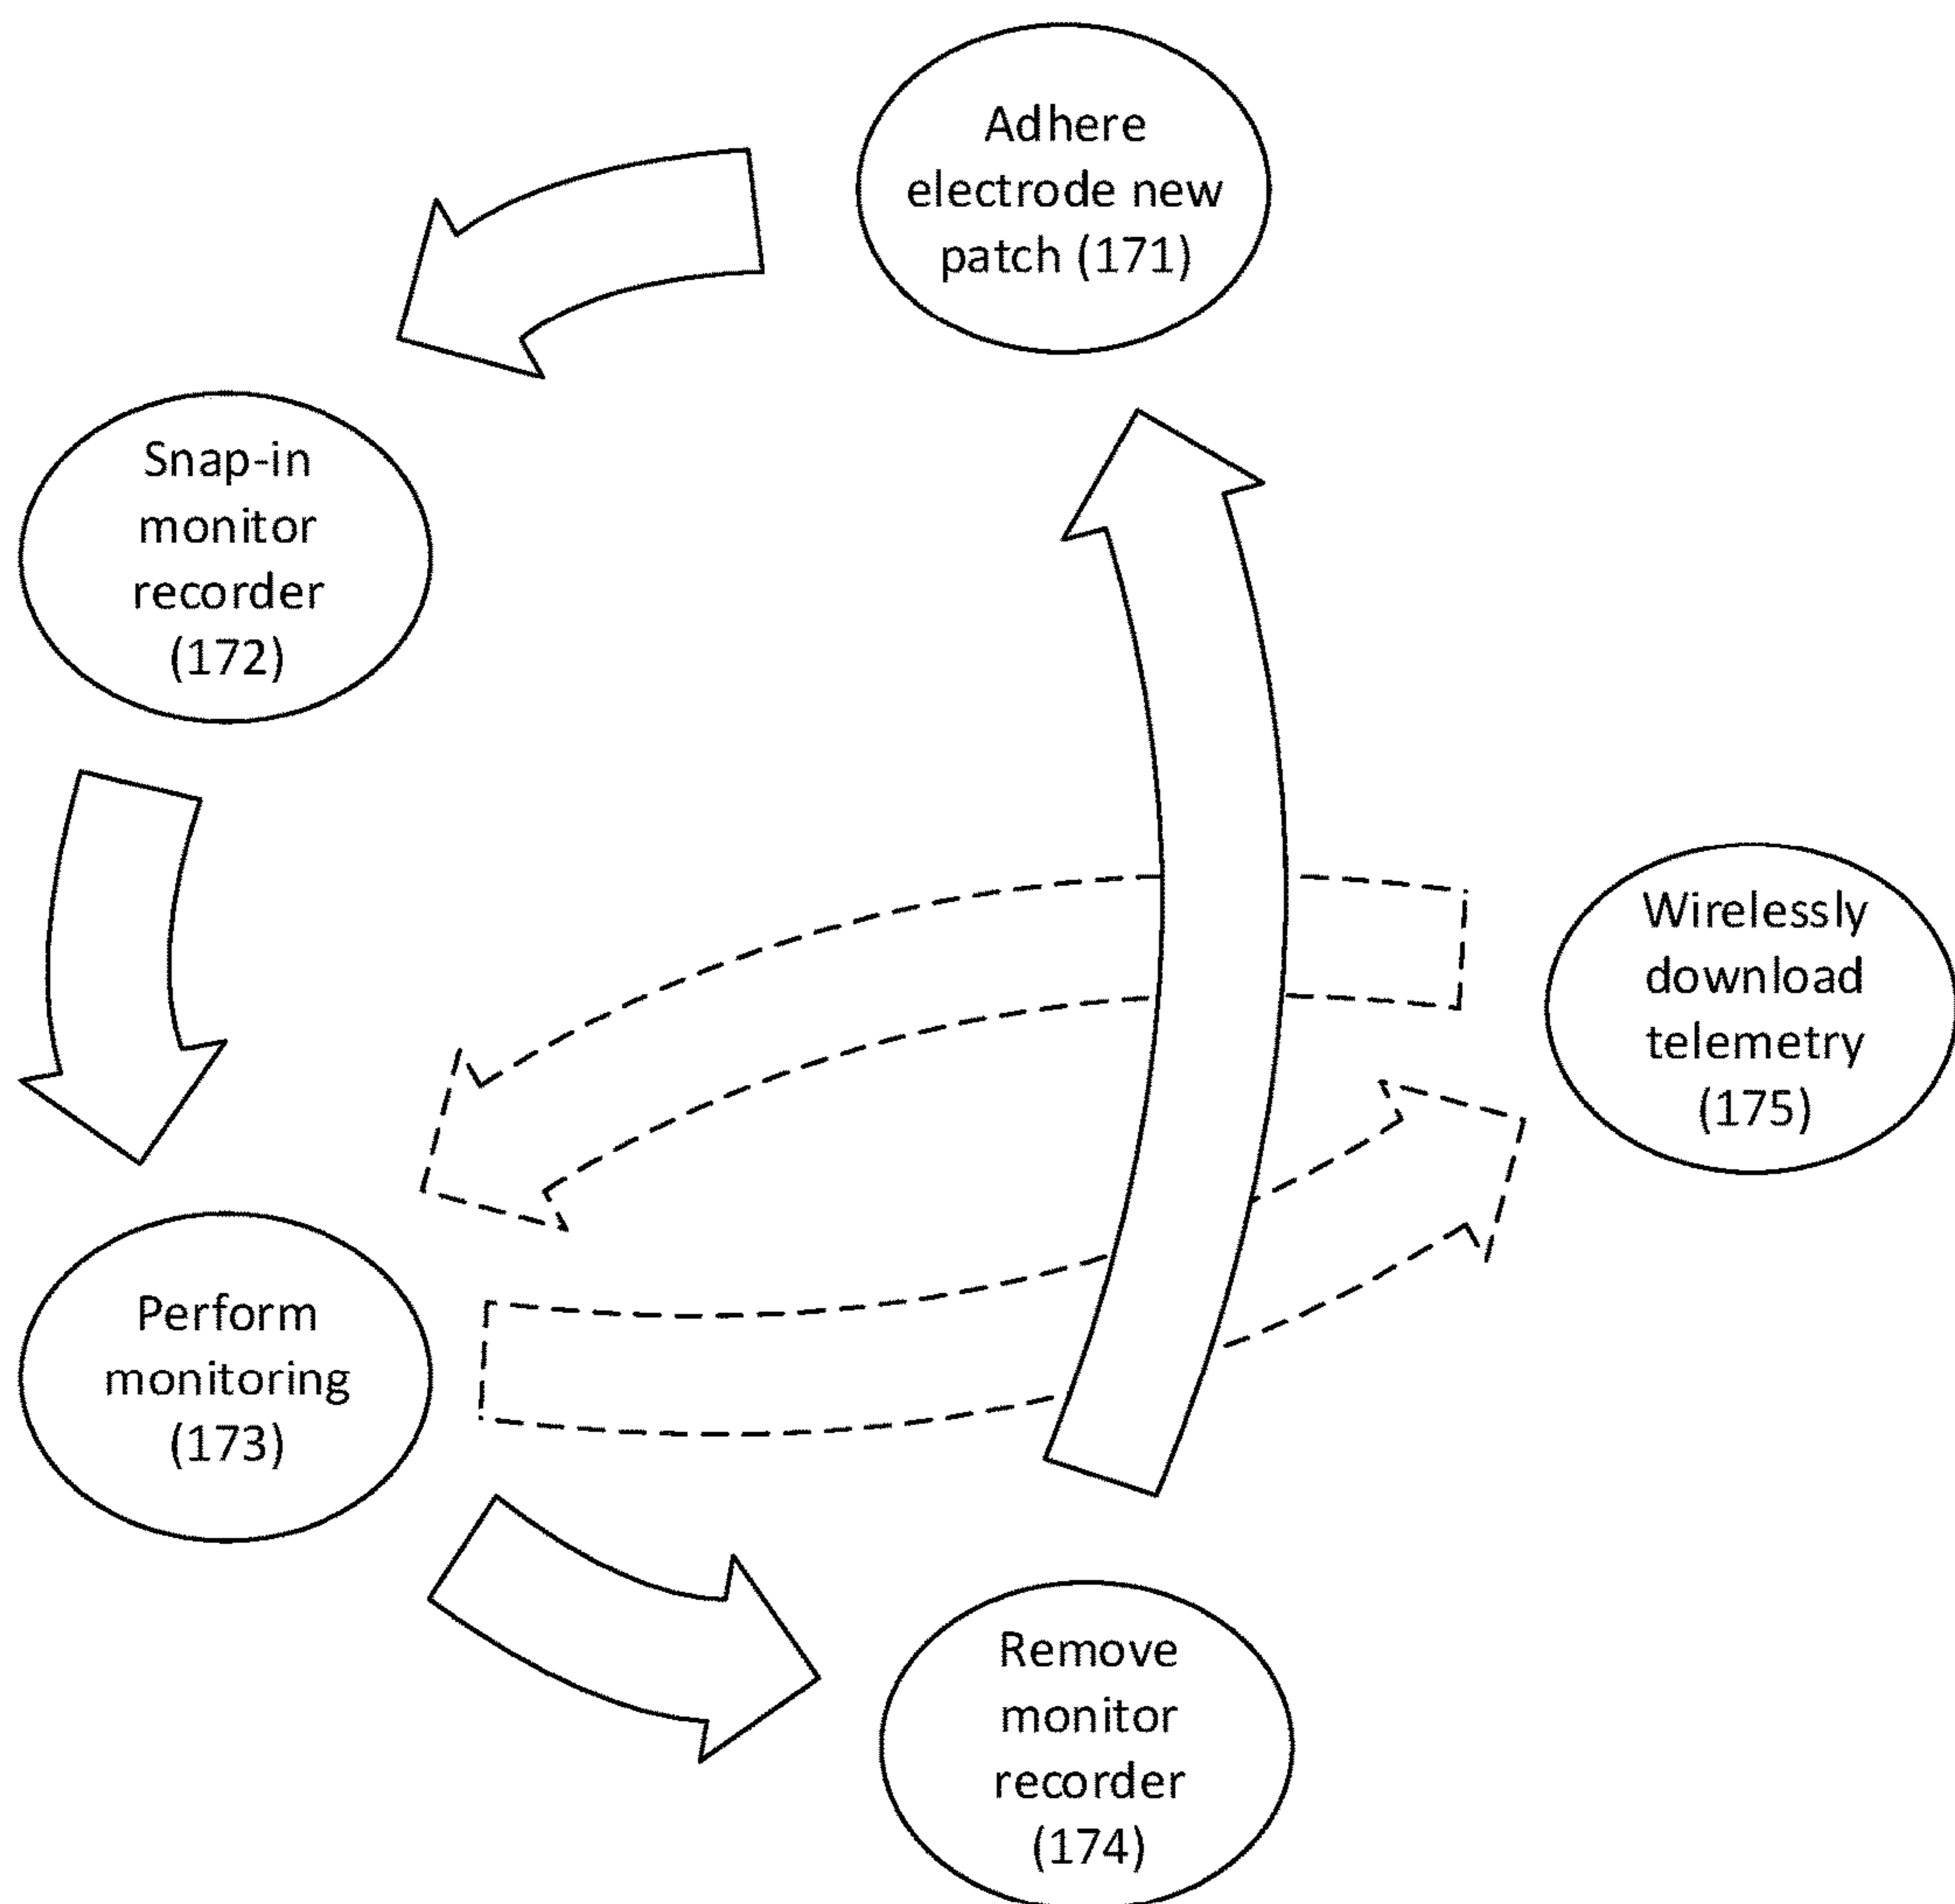 Adhere
electrode new
patch (171)
Snap-in
monitor
recorder
(172)
Wirelessly
download
telemetry
(175)
Perform
monitoring
(173)
Remove
monitor
recorder
(174)